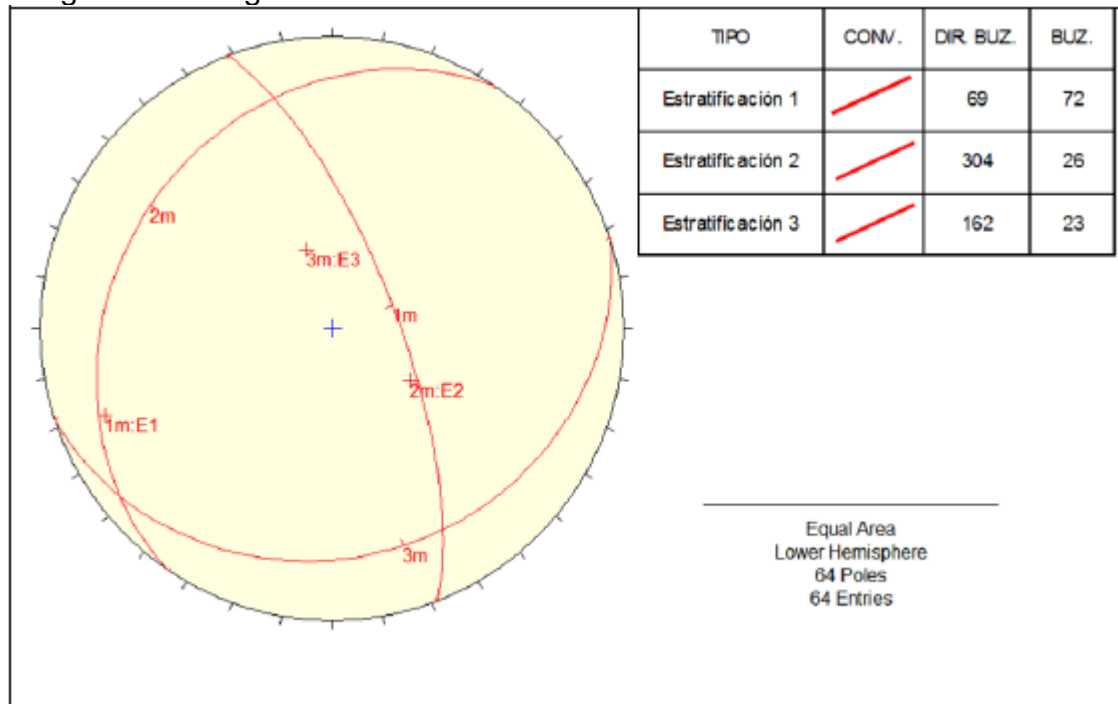 TIPO CONV. DIR. BUZ. BUZ.
Estratificación 1 69 72
Estratificación 2 304 26
Estratificación 3 162 23
2m
3m:E3
1m
2m:E2
1m:E1
3m
Equal Area
Lower Hemisphere
64 Poles
64 Entries